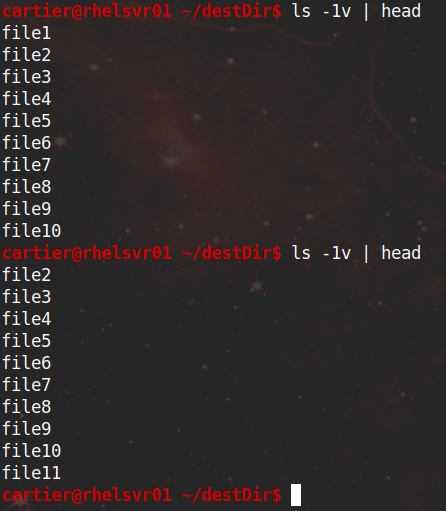 cartier@rhelsvr01 ~/destDir$ ls -1v | head
file1
file2
file3
file4
file5
file6
file7
file8
file9
file10
cartier@rhelsvr01 ~/destDir$ ls -1v | head
file2
file3
file4
file5
file6
file7
file8
file9
file10
file11
cartier@rhelsvr01 ~/destDir$